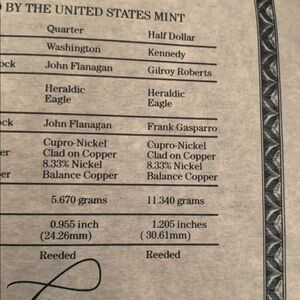 BY THE UNITED STATES MINT
Quarter Half Dollar
Washington Kennedy
ock John Flanagan Gilroy Roberts
Heraldic Heraldic
Eagle Eagle
ock John Flanagan Frank Gasparro
Cupro-Nickel Cupro-Nickel
er Clad on Copper Clad on Copper
8.33% Nickel 8.33% Nickel
er Balance Copper Balance Copper
5.670 grams 11.340 grams
0.955 inch 1.205 inches
(24.26mm) ( 30.61mm)
Reeded Reeded